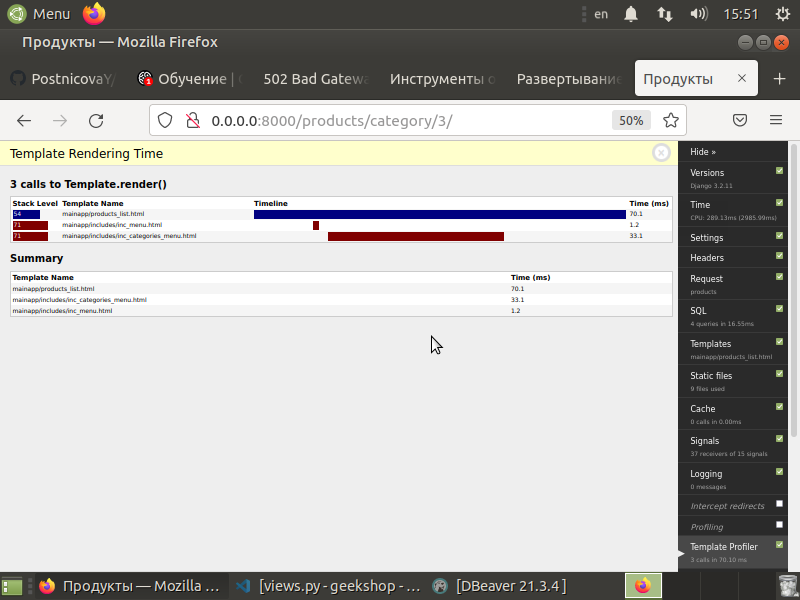 Menu
en
15:51
Продукты — Mozilla Firefox
PostnicovaY/
Обучение | G
502 Bad Gatewa
Инструменты о
Развертывание
Продукты
0.0.0.0:8000/products/category/3/
50%
Template Rendering Time
3 calls to Template.render()
Stack Level Template Name Timeline Time (ms)
54 mainapp/products_list.html 70.1
71 mainapp/includes/inc_menu.html 1.2
71 mainapp/includes/inc_categories_menu.html 33.1
Summary
Template Name Time (ms)
mainapp/products_list.html 70.1
mainapp/includes/inc_categories_menu.html 33.1
mainapp/includes/inc_menu.html 1.2
Hide »
Versions
Django 3.2.11
Time
CPU: 289.13ms (2985.99ms)
Settings
Headers
Request
products
SQL
4 queries in 16.55ms
Templates
mainapp/products_list.html
Static files
9 files used
Cache
0 calls in 0.00ms
Signals
37 receivers of 15 signals
Logging
0 messages
Intercept redirects
Profiling
Template Profiler
3 calls in 70.10 ms
Продукты — Mozilla ...
[views.py - geekshop - ...
[DBeaver 21.3.4]